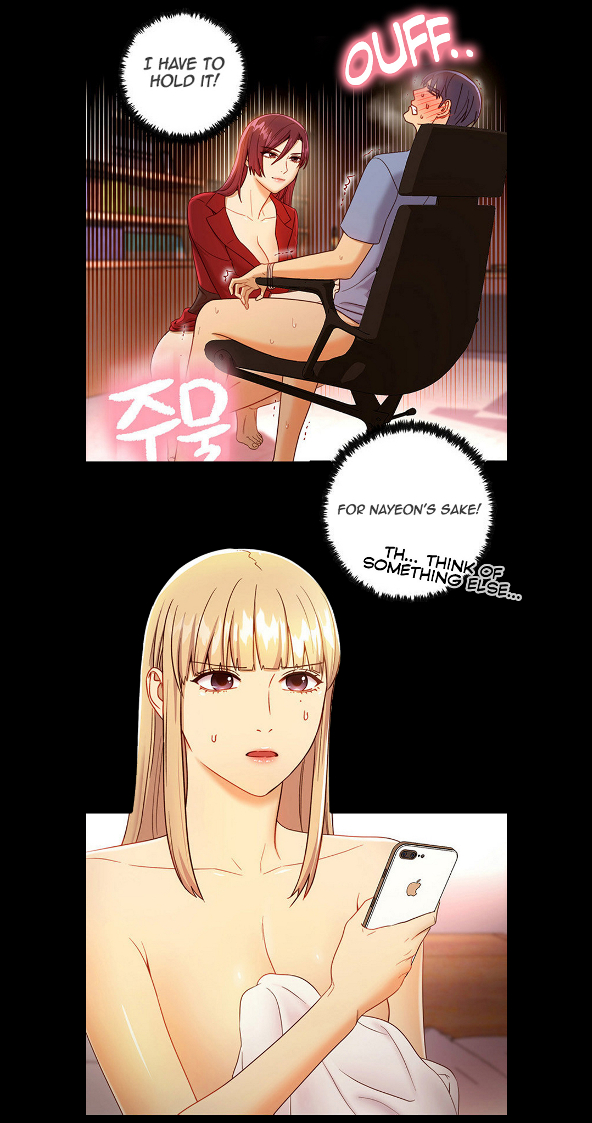 I HAVE TO
HOLD IT!
OUFF..
주물
FOR NAYEON'S SAKE!
TH... THINK OF
SOMETHING ELSE...